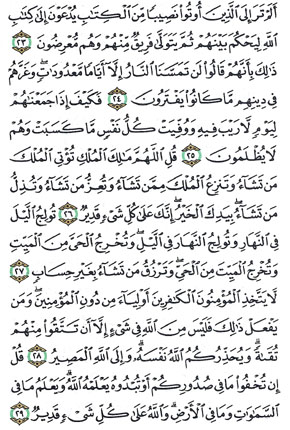 أَلَمْ تَرَ إِلَى الَّذِينَ أُوتُوا نَصِيبًا مِّنَ الْكِتَابِ يُدْعَوْنَ إِلَىٰ كِتَابِ
اللَّهِ لِيَحْكُمَ بَيْنَهُمْ ثُمَّ يَتَوَلَّىٰ فَرِيقٌ مِّنْهُمْ وَهُم مُّعْرِضُونَ ٢٣
ذَٰلِكَ بِأَنَّهُمْ قَالُوا لَن تَمَسَّنَا النَّارُ إِلَّا أَيَّامًا مَّعْدُودَاتٍ ۖ وَغَرَّهُمْ
فِي دِينِهِم مَّا كَانُوا يَفْتَرُونَ ٢٤ فَكَيْفَ إِذَا جَمَعْنَاهُمْ
لِيَوْمٍ لَّا رَيْبَ فِيهِ وَوُفِّيَتْ كُلُّ نَفْسٍ مَّا كَسَبَتْ وَهُمْ
لَا يُظْلَمُونَ ٢٥ قُلِ اللَّهُمَّ مَالِكَ الْمُلْكِ تُؤْتِي الْمُلْكَ
مَن تَشَاءُ وَتَنزِعُ الْمُلْكَ مِمَّن تَشَاءُ وَتُعِزُّ مَن تَشَاءُ وَتُذِلُّ
مَن تَشَاءُ ۖ بِيَدِكَ الْخَيْرُ ۖ إِنَّكَ عَلَىٰ كُلِّ شَيْءٍ قَدِيرٌ ٢٦ تُولِجُ اللَّيْلَ
فِي النَّهَارِ وَتُولِجُ النَّهَارَ فِي اللَّيْلِ ۖ وَتُخْرِجُ الْحَيَّ مِنَ الْمَيِّتِ
وَتُخْرِجُ الْمَيِّتَ مِنَ الْحَيِّ ۖ وَتَرْزُقُ مَن تَشَاءُ بِغَيْرِ حِسَابٍ ٢٧
لَّا يَتَّخِذِ الْمُؤْمِنُونَ الْكَافِرِينَ أَوْلِيَاءَ مِن دُونِ الْمُؤْمِنِينَ ۖ وَمَن
يَفْعَلْ ذَٰلِكَ فَلَيْسَ مِنَ اللَّهِ فِي شَيْءٍ إِلَّا أَن تَتَّقُوا مِنْهُمْ
تُقَاةً ۗ وَيُحَذِّرُكُمُ اللَّهُ نَفْسَهُ ۗ وَإِلَى اللَّهِ الْمَصِيرُ ٢٨ قُلْ
إِن تُخْفُوا مَا فِي صُدُورِكُمْ أَوْ تُبْدُوهُ يَعْلَمْهُ اللَّهُ ۗ وَيَعْلَمُ مَا فِي
السَّمَاوَاتِ وَمَا فِي الْأَرْضِ ۗ وَاللَّهُ عَلَىٰ كُلِّ شَيْءٍ قَدِيرٌ ٢٩